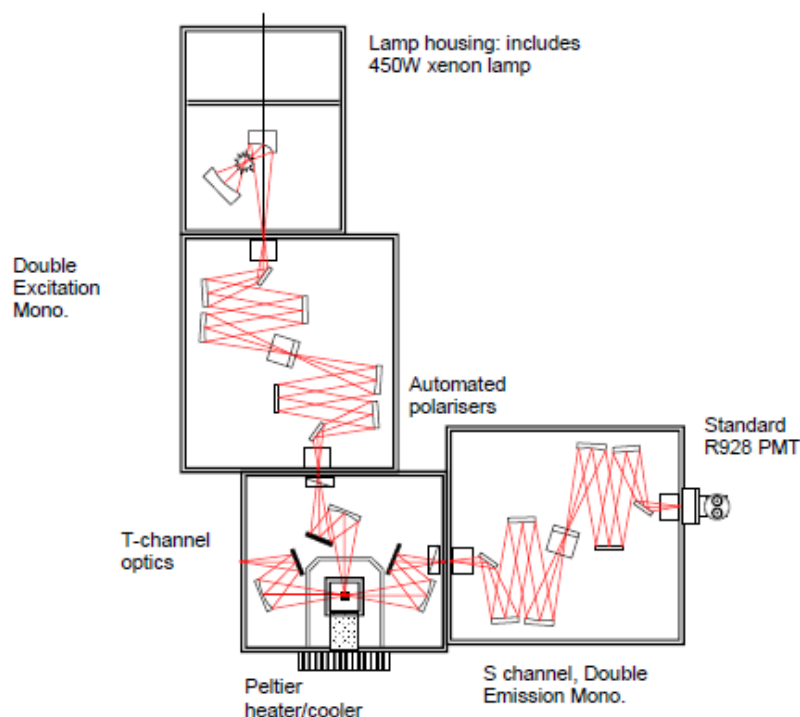 Lamp housing: includes
450W xenon lamp
Double
Excitation
Mono.
Automated
polarisers
Standard
R928 PMT
T-channel
optics
S channel, Double
Emission Mono.
Peltier
heater/cooler